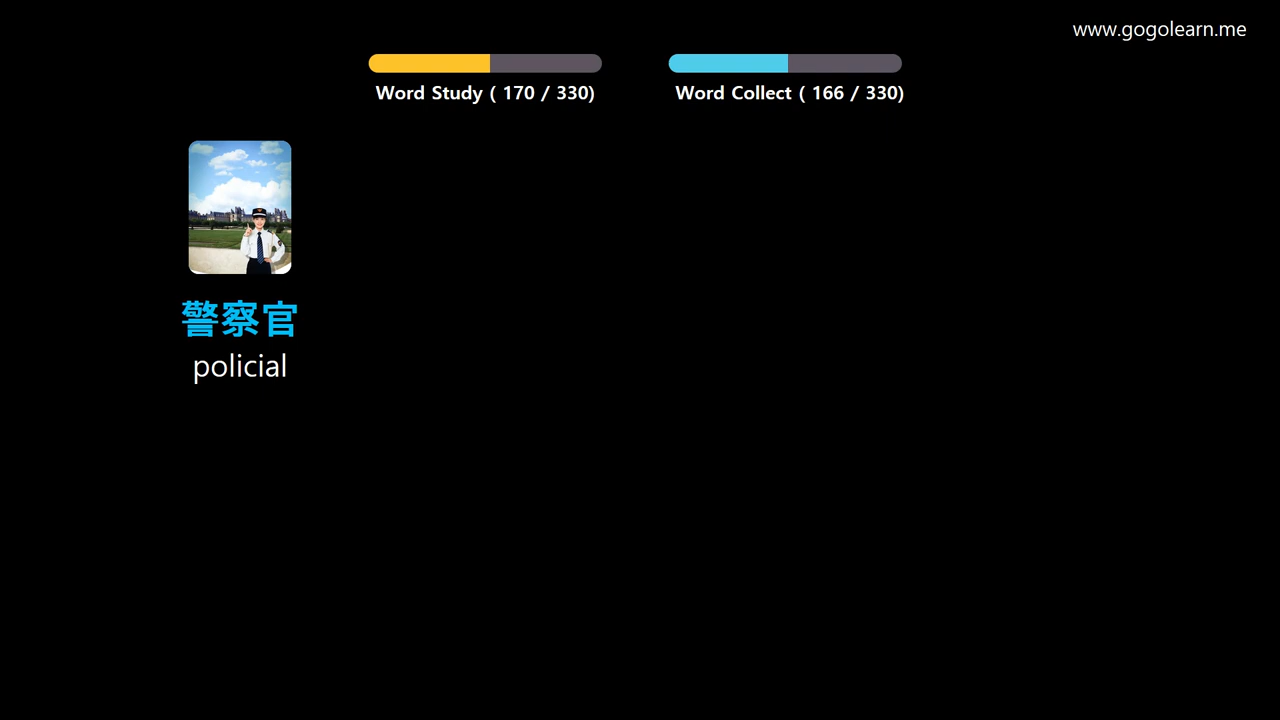 www.gogolearn.me
Word Study ( 170 / 330)
Word Collect ( 166 / 330)
警察官
policial